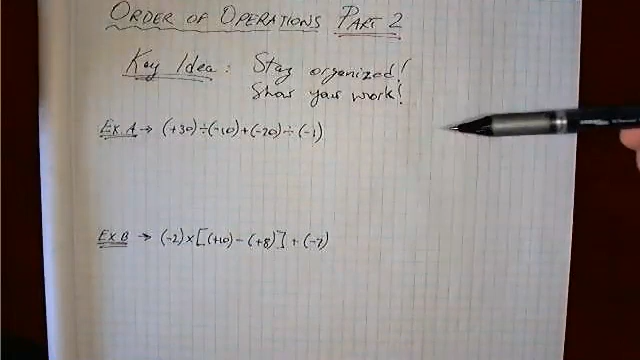 ORDER OF OPERATIONS PART 2
Key Idea: Stay organized!
Show your work!
Ex. A → (+30)÷(-10)+(-20)÷(-1)
Ex B → (-2)×[(+10)-(+8)]+(-7)